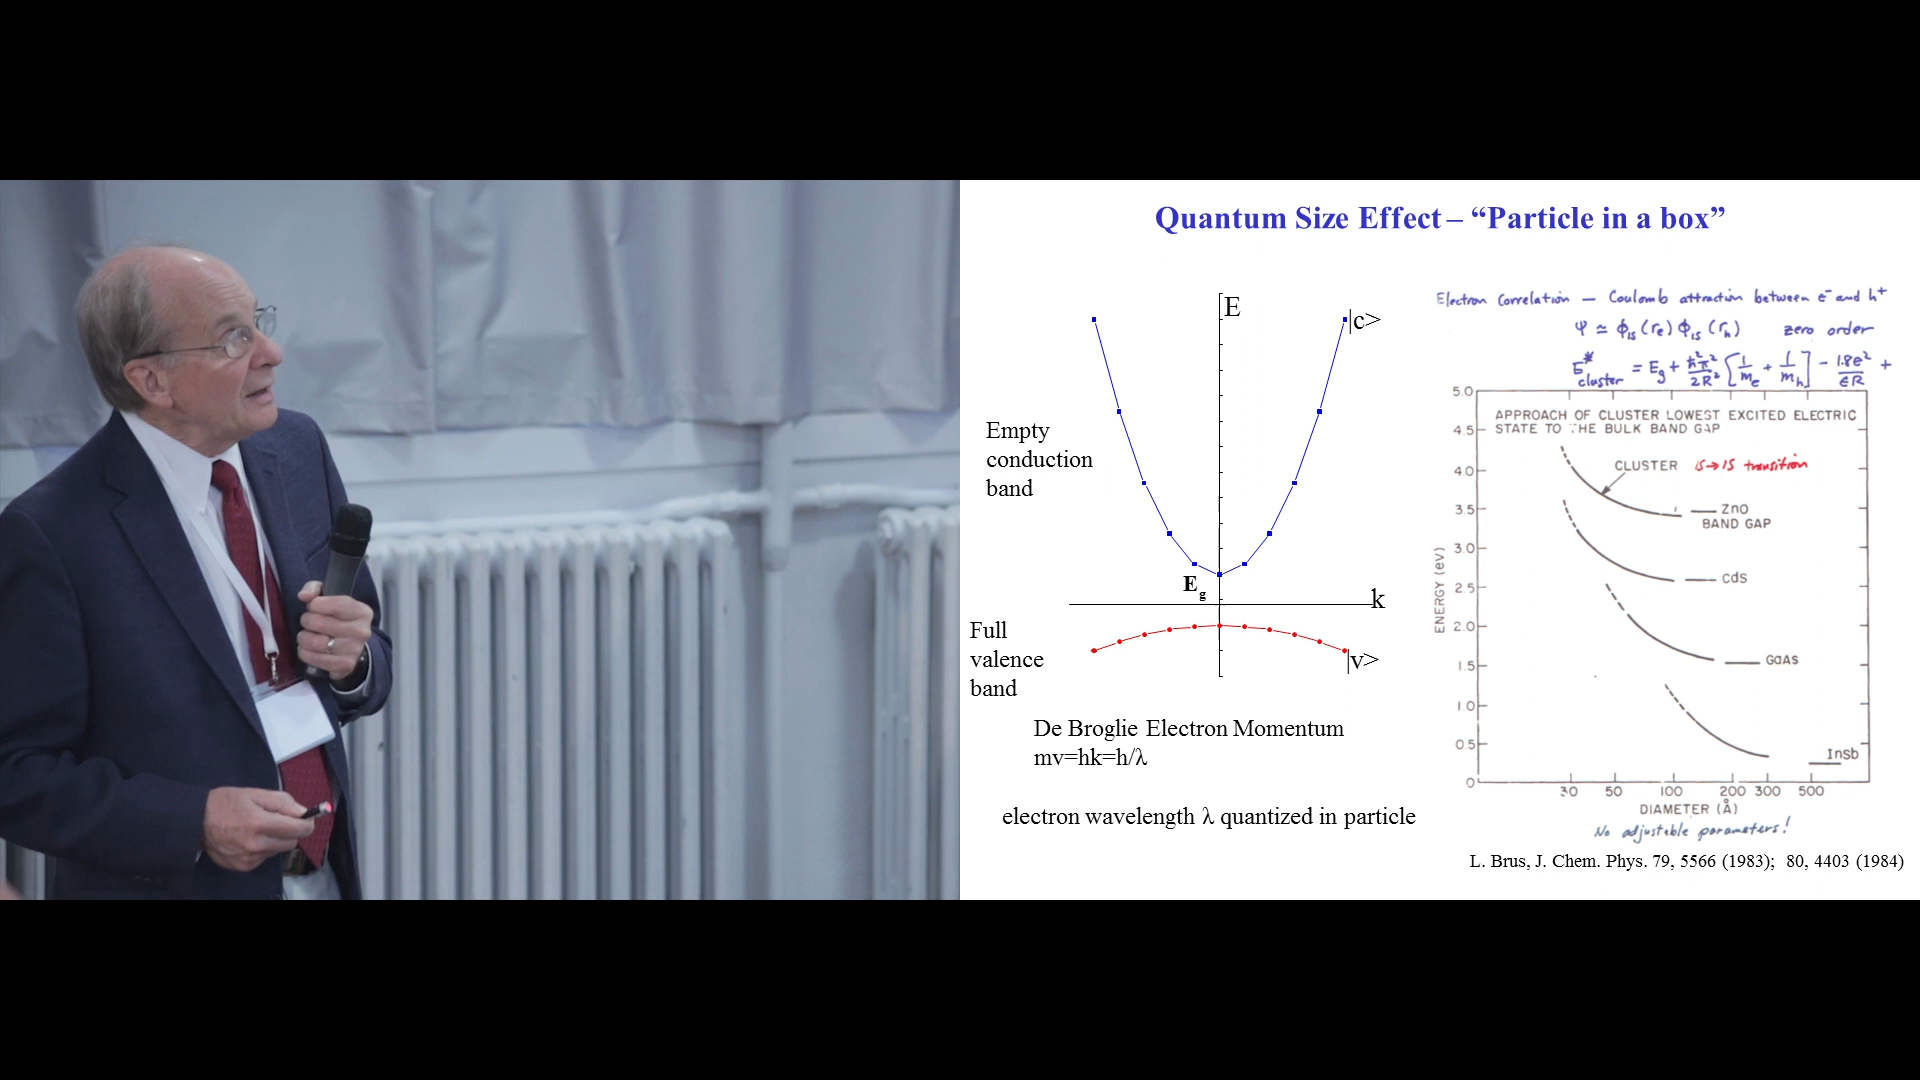 Quantum Size Effect – “Particle in a box”
Electron Correlation — Coulomb attraction between e⁻ and h⁺
Ψ ≃ ϕ₁ₛ(rₑ) ϕ₁ₛ(rₕ) zero order
E*cluster = Eg + ħ²π²/2R² [1/mₑ + 1/mₕ] − 1.8e²/εR +
E
|c>
Empty
conduction
band
Eg
k
Full
valence
band
|v>
De Broglie Electron Momentum
mv=hk=h/λ
electron wavelength λ quantized in particle
APPROACH OF CLUSTER LOWEST EXCITED ELECTRIC
STATE TO THE BULK BAND GAP
CLUSTER 1S→1S transition
ZnO
BAND GAP
CdS
GaAs
InSb
ENERGY (eV)
5.0
4.5
4.0
3.5
3.0
2.5
2.0
1.5
1.0
0.5
0
30 50 100 200 300 500
DIAMETER (Å)
No adjustable parameters!
L. Brus, J. Chem. Phys. 79, 5566 (1983); 80, 4403 (1984)